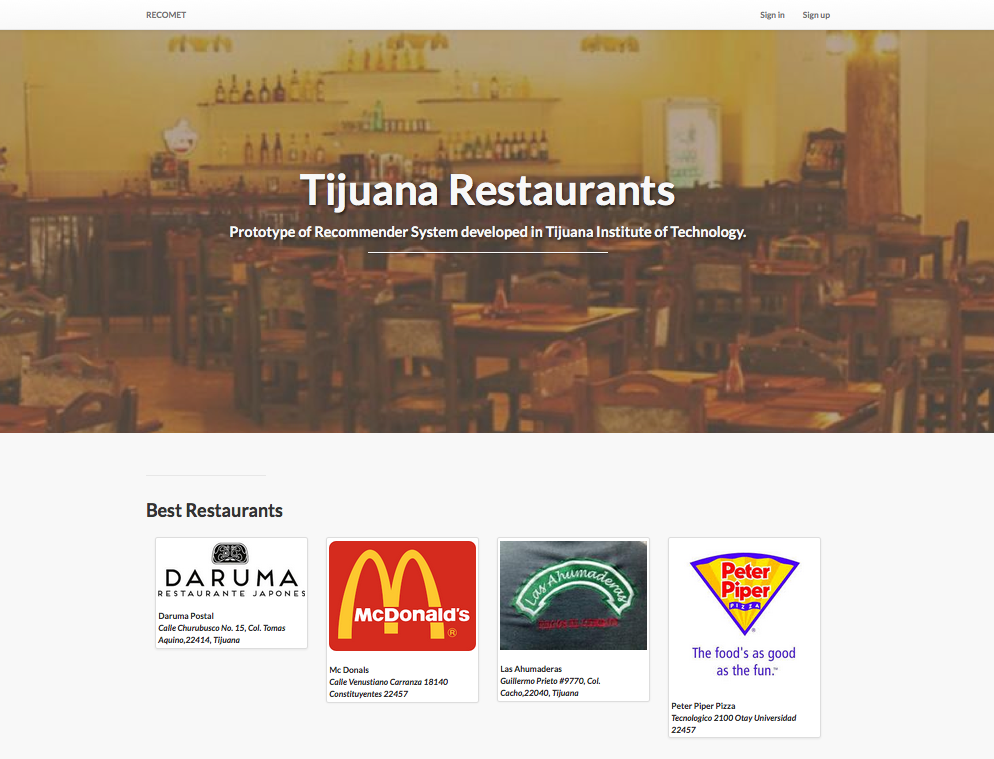 RECOMET
Sign in
Sign up
Tijuana Restaurants
Prototype of Recommender System developed in Tijuana Institute of Technology.
Best Restaurants
DARUMA
RESTAURANTE JAPONES
Daruma Postal
Calle Churubusco No. 15, Col. Tomas
Aquino,22414, Tijuana
McDonald's
®
Mc Donals
Calle Venustiano Carranza 18140
Constituyentes 22457
Las Ahumaderas
Las Ahumaderas
Guillermo Prieto #9770, Col.
Cacho,22040, Tijuana
Peter
Piper
PIZZA
The food's as good
as the fun.™
Peter Piper Pizza
Tecnologico 2100 Otay Universidad
22457